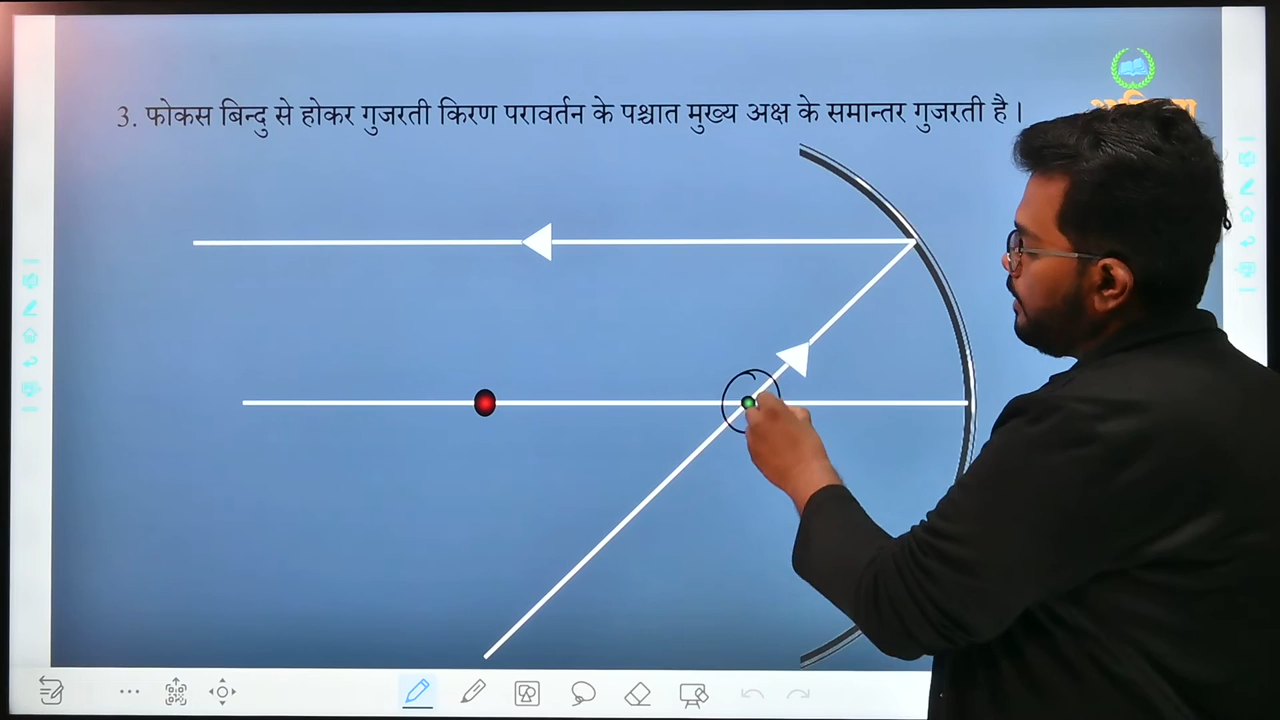 3. फोकस बिन्दु से होकर गुजरती किरण परावर्तन के पश्चात मुख्य अक्ष के समान्तर गुजरती है।